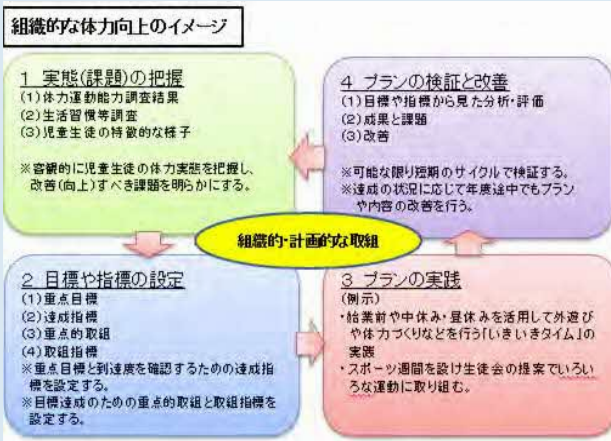 組織的な体力向上のイメージ
1 実態(課題)の把握
(1)体力運動能力調査結果
(2)生活習慣等調査
(3)児童生徒の特徴的な様子
※客観的に児童生徒の体力実態を把握し、
改善(向上)すべき課題を明らかにする。
4 プランの検証と改善
(1)目標や指標から見た分析・評価
(2)成果と課題
(3)改善
※可能な限り短期のサイクルで検証する。
※達成の状況に応じて年度途中でもプラン
や内容の改善を行う。
組織的・計画的な取組
2 目標や指標の設定
(1)重点目標
(2)達成指標
(3)重点的取組
(4)取組指標
※重点目標と到達度を確認するための達成指
標を設定する。
※目標達成のための重点的取組と取組指標を
設定する。
3 プランの実践
(例示)
・始業前や中休み・昼休みを活用して外遊び
や体力づくりなどを行う「いきいきタイム」の
実践
・スポーツ週間を設け生徒会の提案でいろい
ろな運動に取り組む。